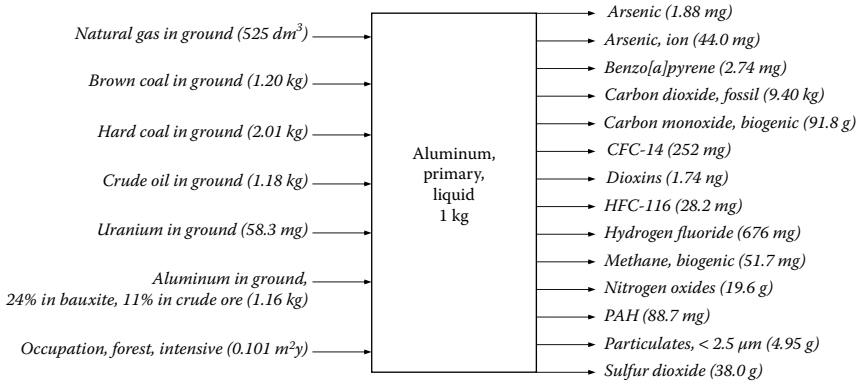 Natural gas in ground (525 dm³)
Brown coal in ground (1.20 kg)
Hard coal in ground (2.01 kg)
Crude oil in ground (1.18 kg)
Uranium in ground (58.3 mg)
Aluminum in ground,
24% in bauxite, 11% in crude ore (1.16 kg)
Occupation, forest, intensive (0.101 m²y)
Aluminum,
primary,
liquid
1 kg
Arsenic (1.88 mg)
Arsenic, ion (44.0 mg)
Benzo[a]pyrene (2.74 mg)
Carbon dioxide, fossil (9.40 kg)
Carbon monoxide, biogenic (91.8 g)
CFC-14 (252 mg)
Dioxins (1.74 ng)
HFC-116 (28.2 mg)
Hydrogen fluoride (676 mg)
Methane, biogenic (51.7 mg)
Nitrogen oxides (19.6 g)
PAH (88.7 mg)
Particulates, < 2.5 μm (4.95 g)
Sulfur dioxide (38.0 g)